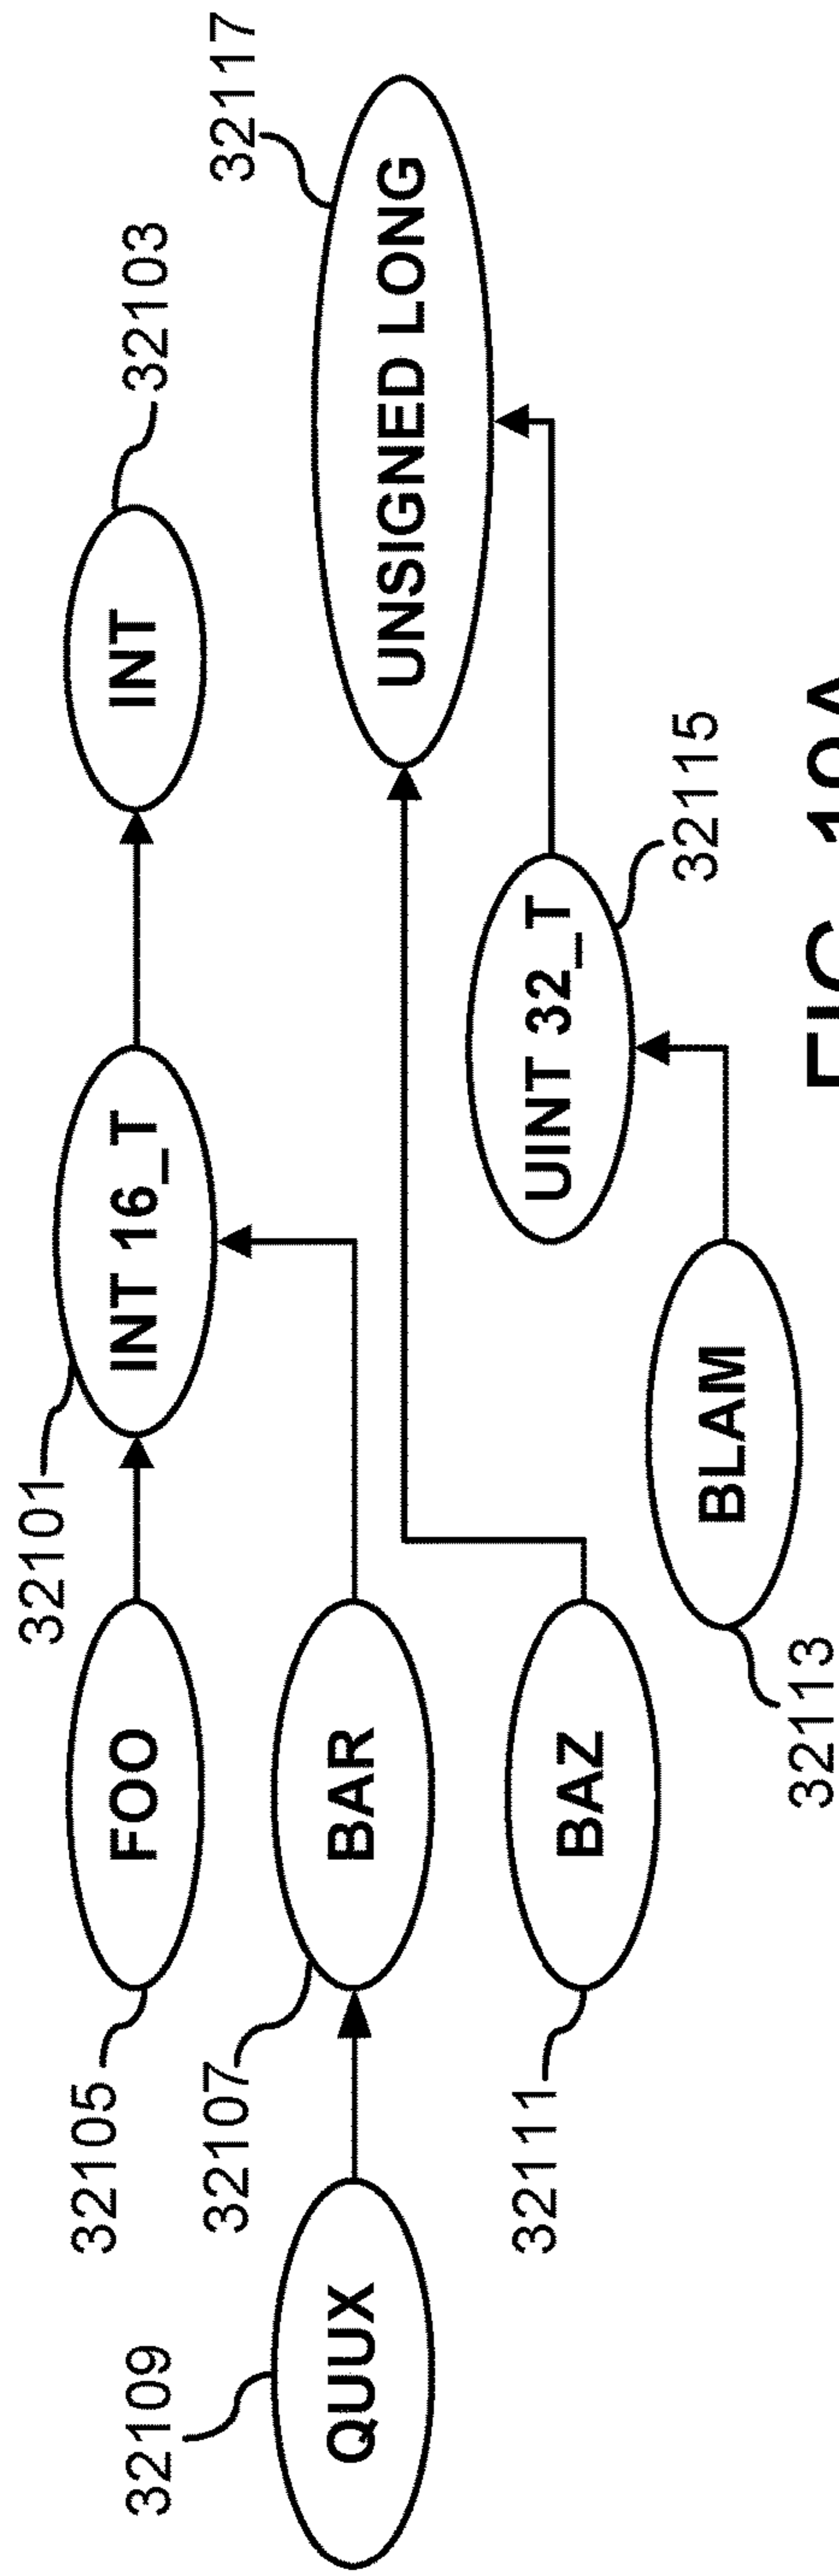 32101
32105
FOO
INT 16_T
INT
32103
32109
32107
32117
QUUX
BAR
UNSIGNED LONG
32111
BAZ
UINT 32_T
32115
BLAM
32113
FIG.